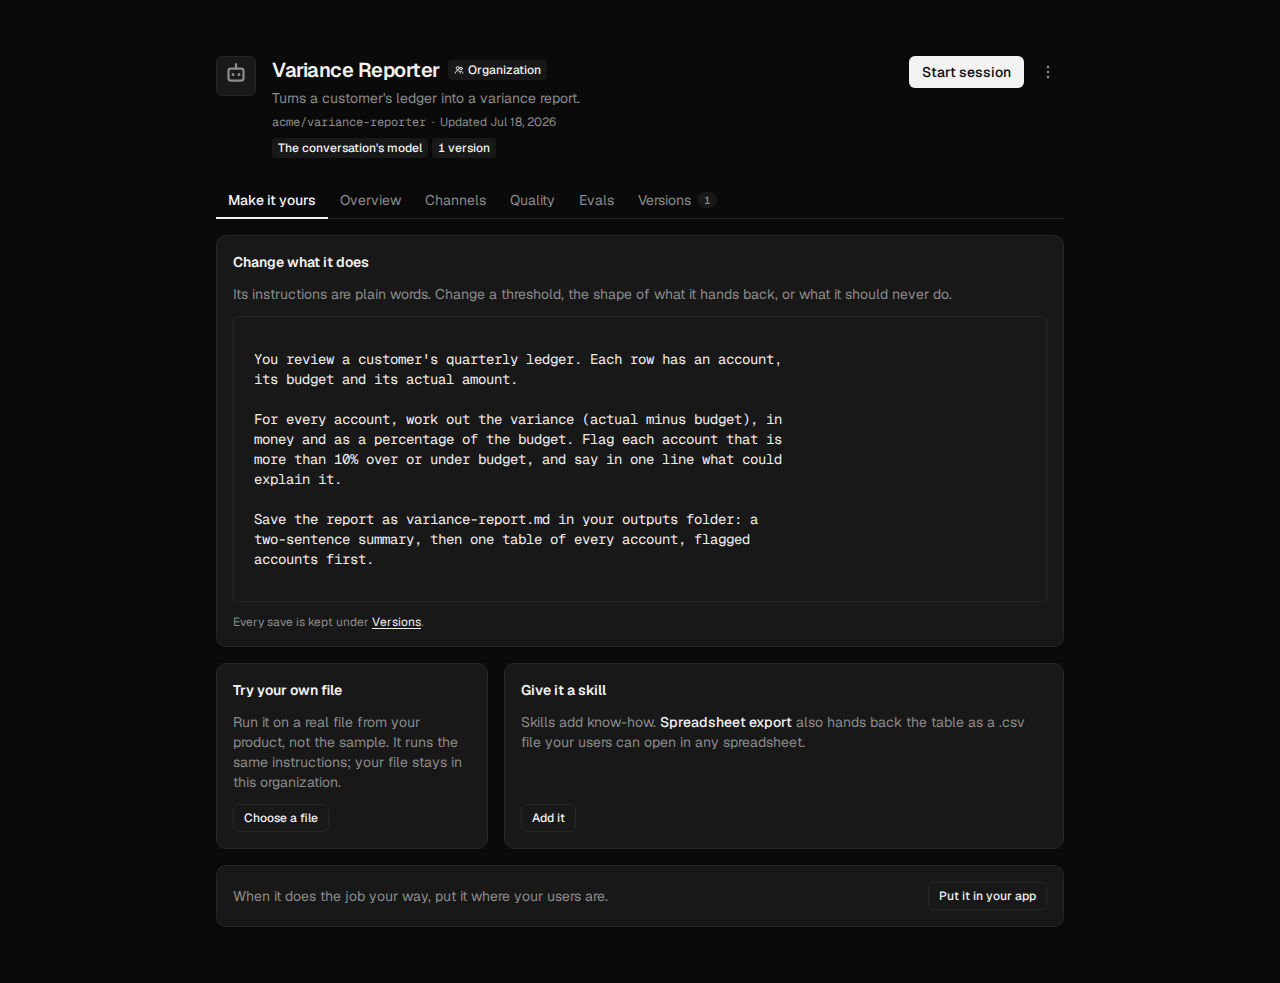 Variance Reporter
Organization
Start session
Turns a customer's ledger into a variance report.
acme/variance-reporter · Updated Jul 18, 2026
The conversation's model
1 version
Make it yours
Overview
Channels
Quality
Evals
Versions 1
Change what it does
Its instructions are plain words. Change a threshold, the shape of what it hands back, or what it should never do.
You review a customer's quarterly ledger. Each row has an account,
its budget and its actual amount.
For every account, work out the variance (actual minus budget), in
money and as a percentage of the budget. Flag each account that is
more than 10% over or under budget, and say in one line what could
explain it.
Save the report as variance-report.md in your outputs folder: a
two-sentence summary, then one table of every account, flagged
accounts first.
Every save is kept under Versions.
Try your own file
Run it on a real file from your
product, not the sample. It runs the
same instructions; your file stays in
this organization.
Choose a file
Give it a skill
Skills add know-how. Spreadsheet export also hands back the table as a .csv
file your users can open in any spreadsheet.
Add it
When it does the job your way, put it where your users are.
Put it in your app